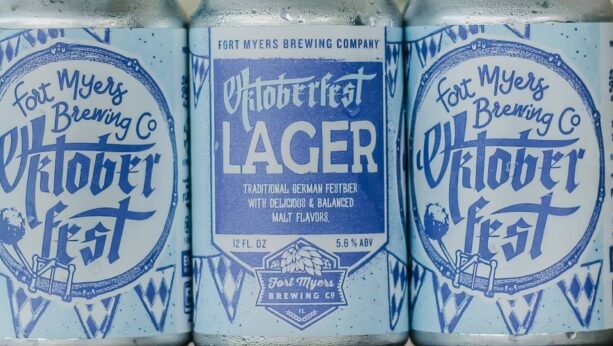 Fort Myers
Brewing Co
Oktober
fest
FORT MYERS BREWING COMPANY
Oktoberfest
LAGER
TRADITIONAL GERMAN FESTBIER
WITH DELICIOUS & BALANCED
MALT FLAVORS.
12 FL. OZ 5.6% ABV
Fort Myers
BREWING CO
FL
Fort Myers
Brewing Co
Oktober
fest